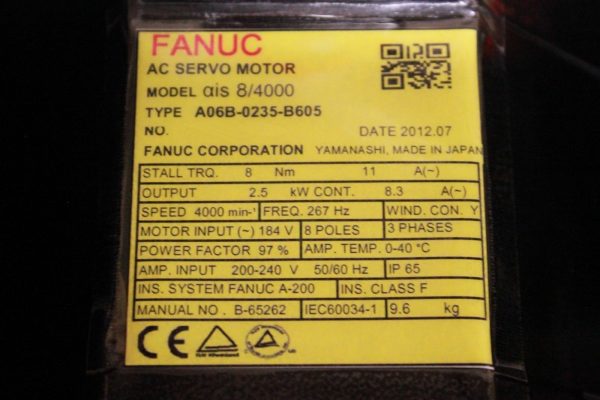 FANUC
AC SERVO MOTOR
MODEL αis 8/4000
TYPE A06B-0235-B605
NO. DATE 2012.07
FANUC CORPORATION YAMANASHI, MADE IN JAPAN
STALL TRQ. 8 Nm 11 A(~)
OUTPUT 2.5 kW CONT. 8.3 A(~)
SPEED 4000 min-¹ FREQ. 267 Hz WIND. CON. Y
MOTOR INPUT (~) 184 V 8 POLES 3 PHASES
POWER FACTOR 97 % AMP. TEMP. 0-40 °C
AMP. INPUT 200-240 V 50/60 Hz IP 65
INS. SYSTEM FANUC A-200 INS. CLASS F
MANUAL NO. B-65262 IEC60034-1 9.6 kg
CE